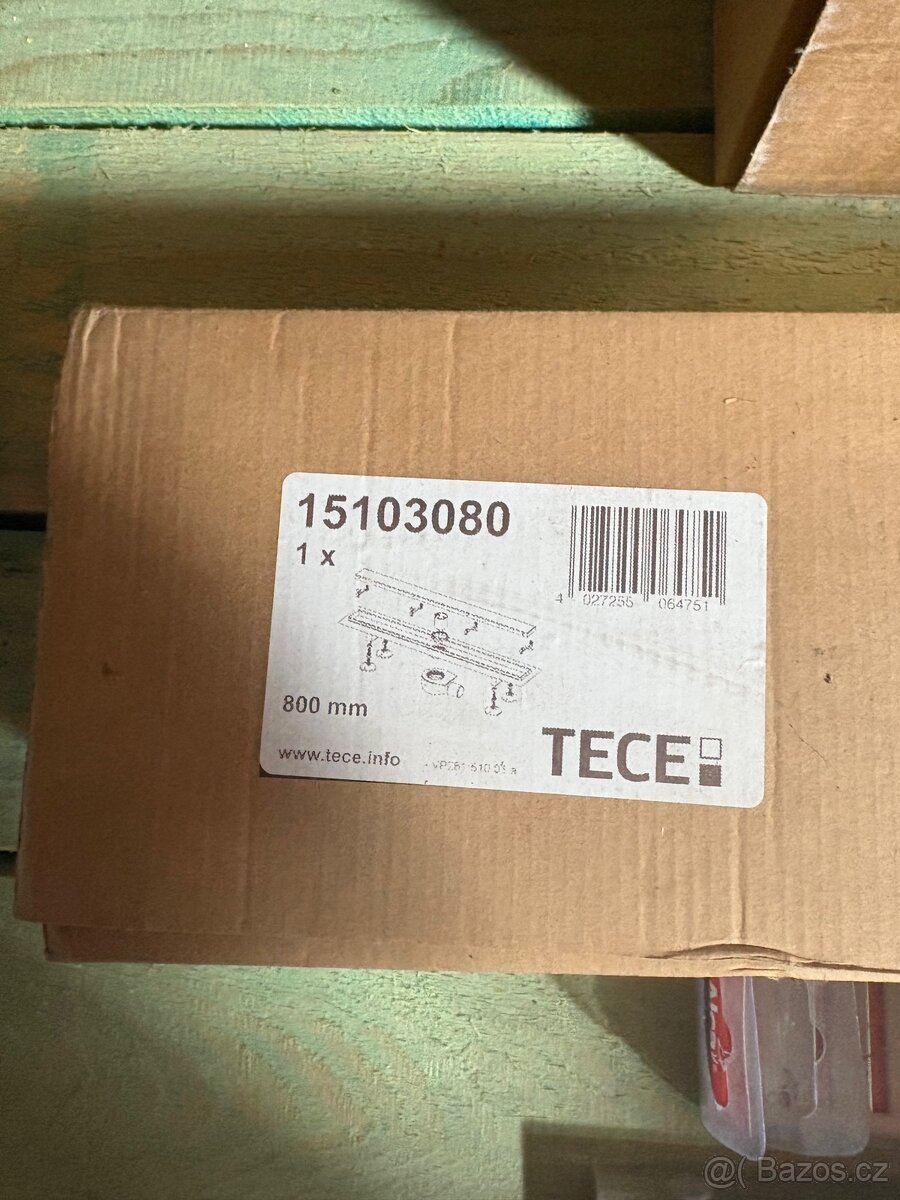 15103080
1 x
4 027255 064751
800 mm
www.tece.info
TECE
@( Bazos.cz